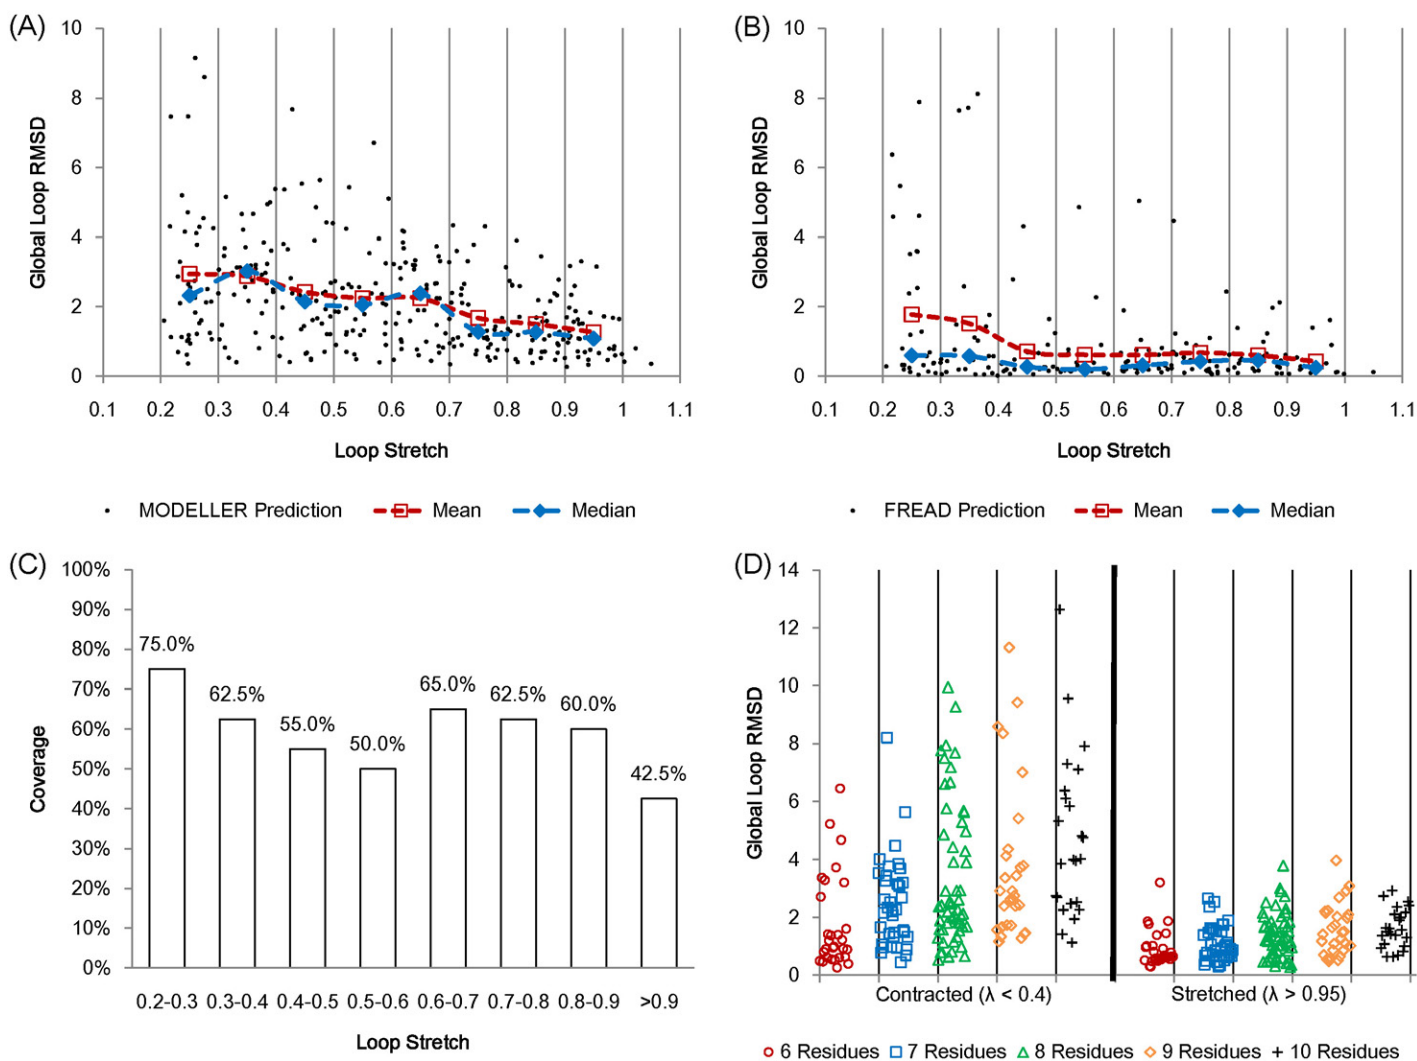 (A)
10
8
6
4
2
0
Global Loop RMSD
0.1 0.2 0.3 0.4 0.5 0.6 0.7 0.8 0.9 1 1.1
Loop Stretch
MODELLER Prediction Mean Median
(B)
10
8
6
4
2
0
Global Loop RMSD
0.1 0.2 0.3 0.4 0.5 0.6 0.7 0.8 0.9 1 1.1
Loop Stretch
FREAD Prediction Mean Median
(C)
100%
90%
80%
70%
60%
50%
40%
30%
20%
10%
0%
Coverage
75.0%
62.5%
55.0%
50.0%
65.0%
62.5%
60.0%
42.5%
0.2-0.3 0.3-0.4 0.4-0.5 0.5-0.6 0.6-0.7 0.7-0.8 0.8-0.9 >0.9
Loop Stretch
(D)
14
12
10
8
6
4
2
0
Global Loop RMSD
Contracted (λ < 0.4) Stretched (λ > 0.95)
6 Residues 7 Residues 8 Residues 9 Residues 10 Residues